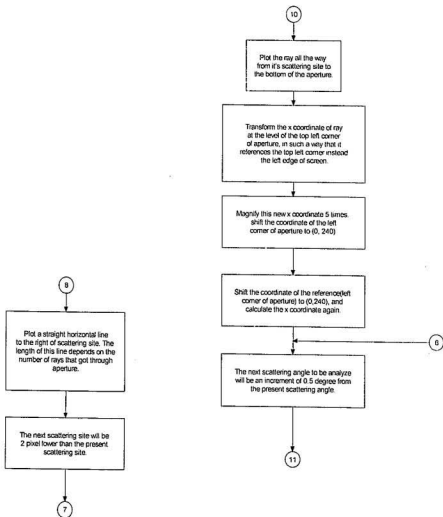 10
Plot the ray all the way
from it's scattering site to
the bottom of the aperture.
Transform the x coordinate of ray
at the level of the top left corner
of aperture, in such a way that it
references the top left corner instead
the left edge of screen.
Magnify this new x coordinate 5 times.
shift the coordinate of the left
corner of aperture to (0, 240)
Shift the coordinate of the reference(left
corner of aperture) to (0,240), and
calculate the x coordinate again.
6
The next scattering angle to be analyze
will be an increment of 0.5 degree from
the present scattering angle.
11
8
Plot a straight horizontal line
to the right of scattering site. The
length of this line depends on the
number of rays that got through
aperture.
The next scattering site will be
2 pixel lower than the present
scattering site.
7